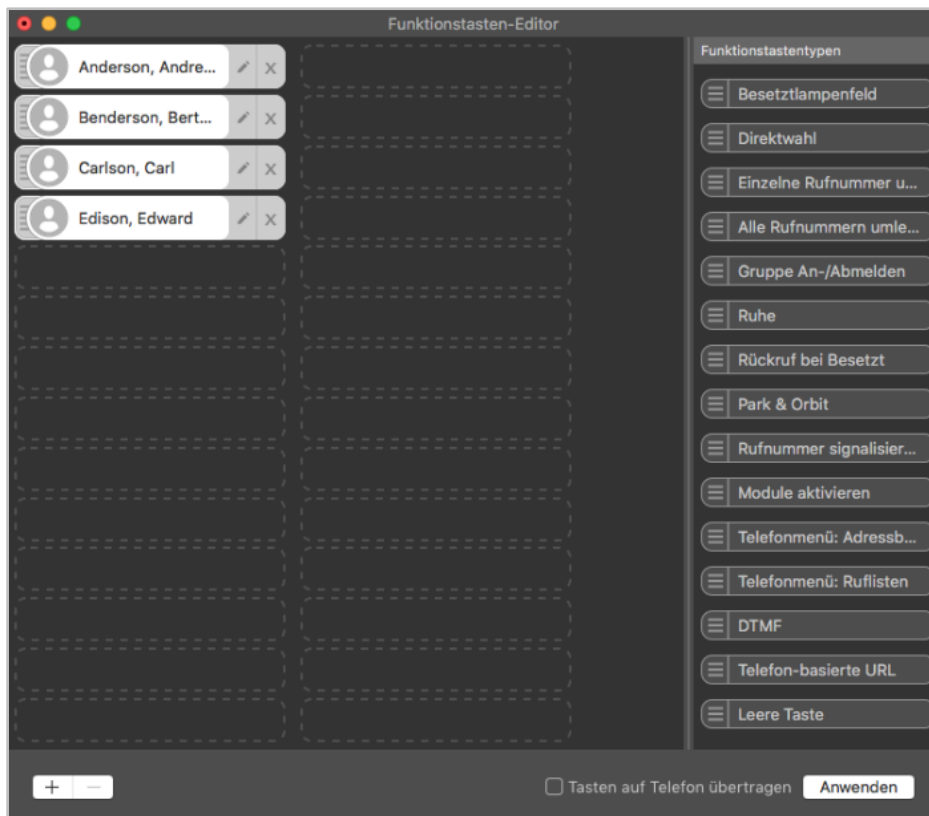 Funktionstasten-Editor
Anderson, Andre...
Benderson, Bert...
Carlson, Carl
Edison, Edward
Funktionstastentypen
Besetztlampenfeld
Direktwahl
Einzelne Rufnummer u...
Alle Rufnummern umle...
Gruppe An-/Abmelden
Ruhe
Rückruf bei Besetzt
Park & Orbit
Rufnummer signalisier...
Module aktivieren
Telefonmenü: Adressb...
Telefonmenü: Ruflisten
DTMF
Telefon-basierte URL
Leere Taste
Tasten auf Telefon übertragen
Anwenden